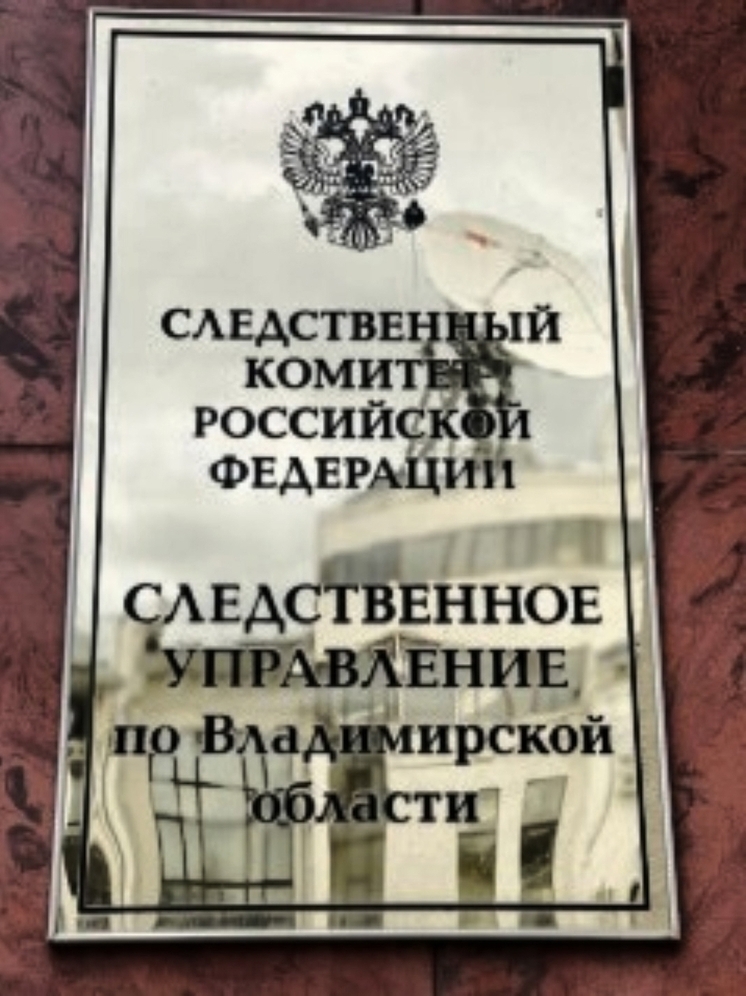 СЛЕДСТВЕННЫЙ
КОМИТЕТ
РОССИЙСКОЙ
ФЕДЕРАЦИИ
СЛЕДСТВЕННОЕ
УПРАВЛЕНИЕ
по Владимирской
области